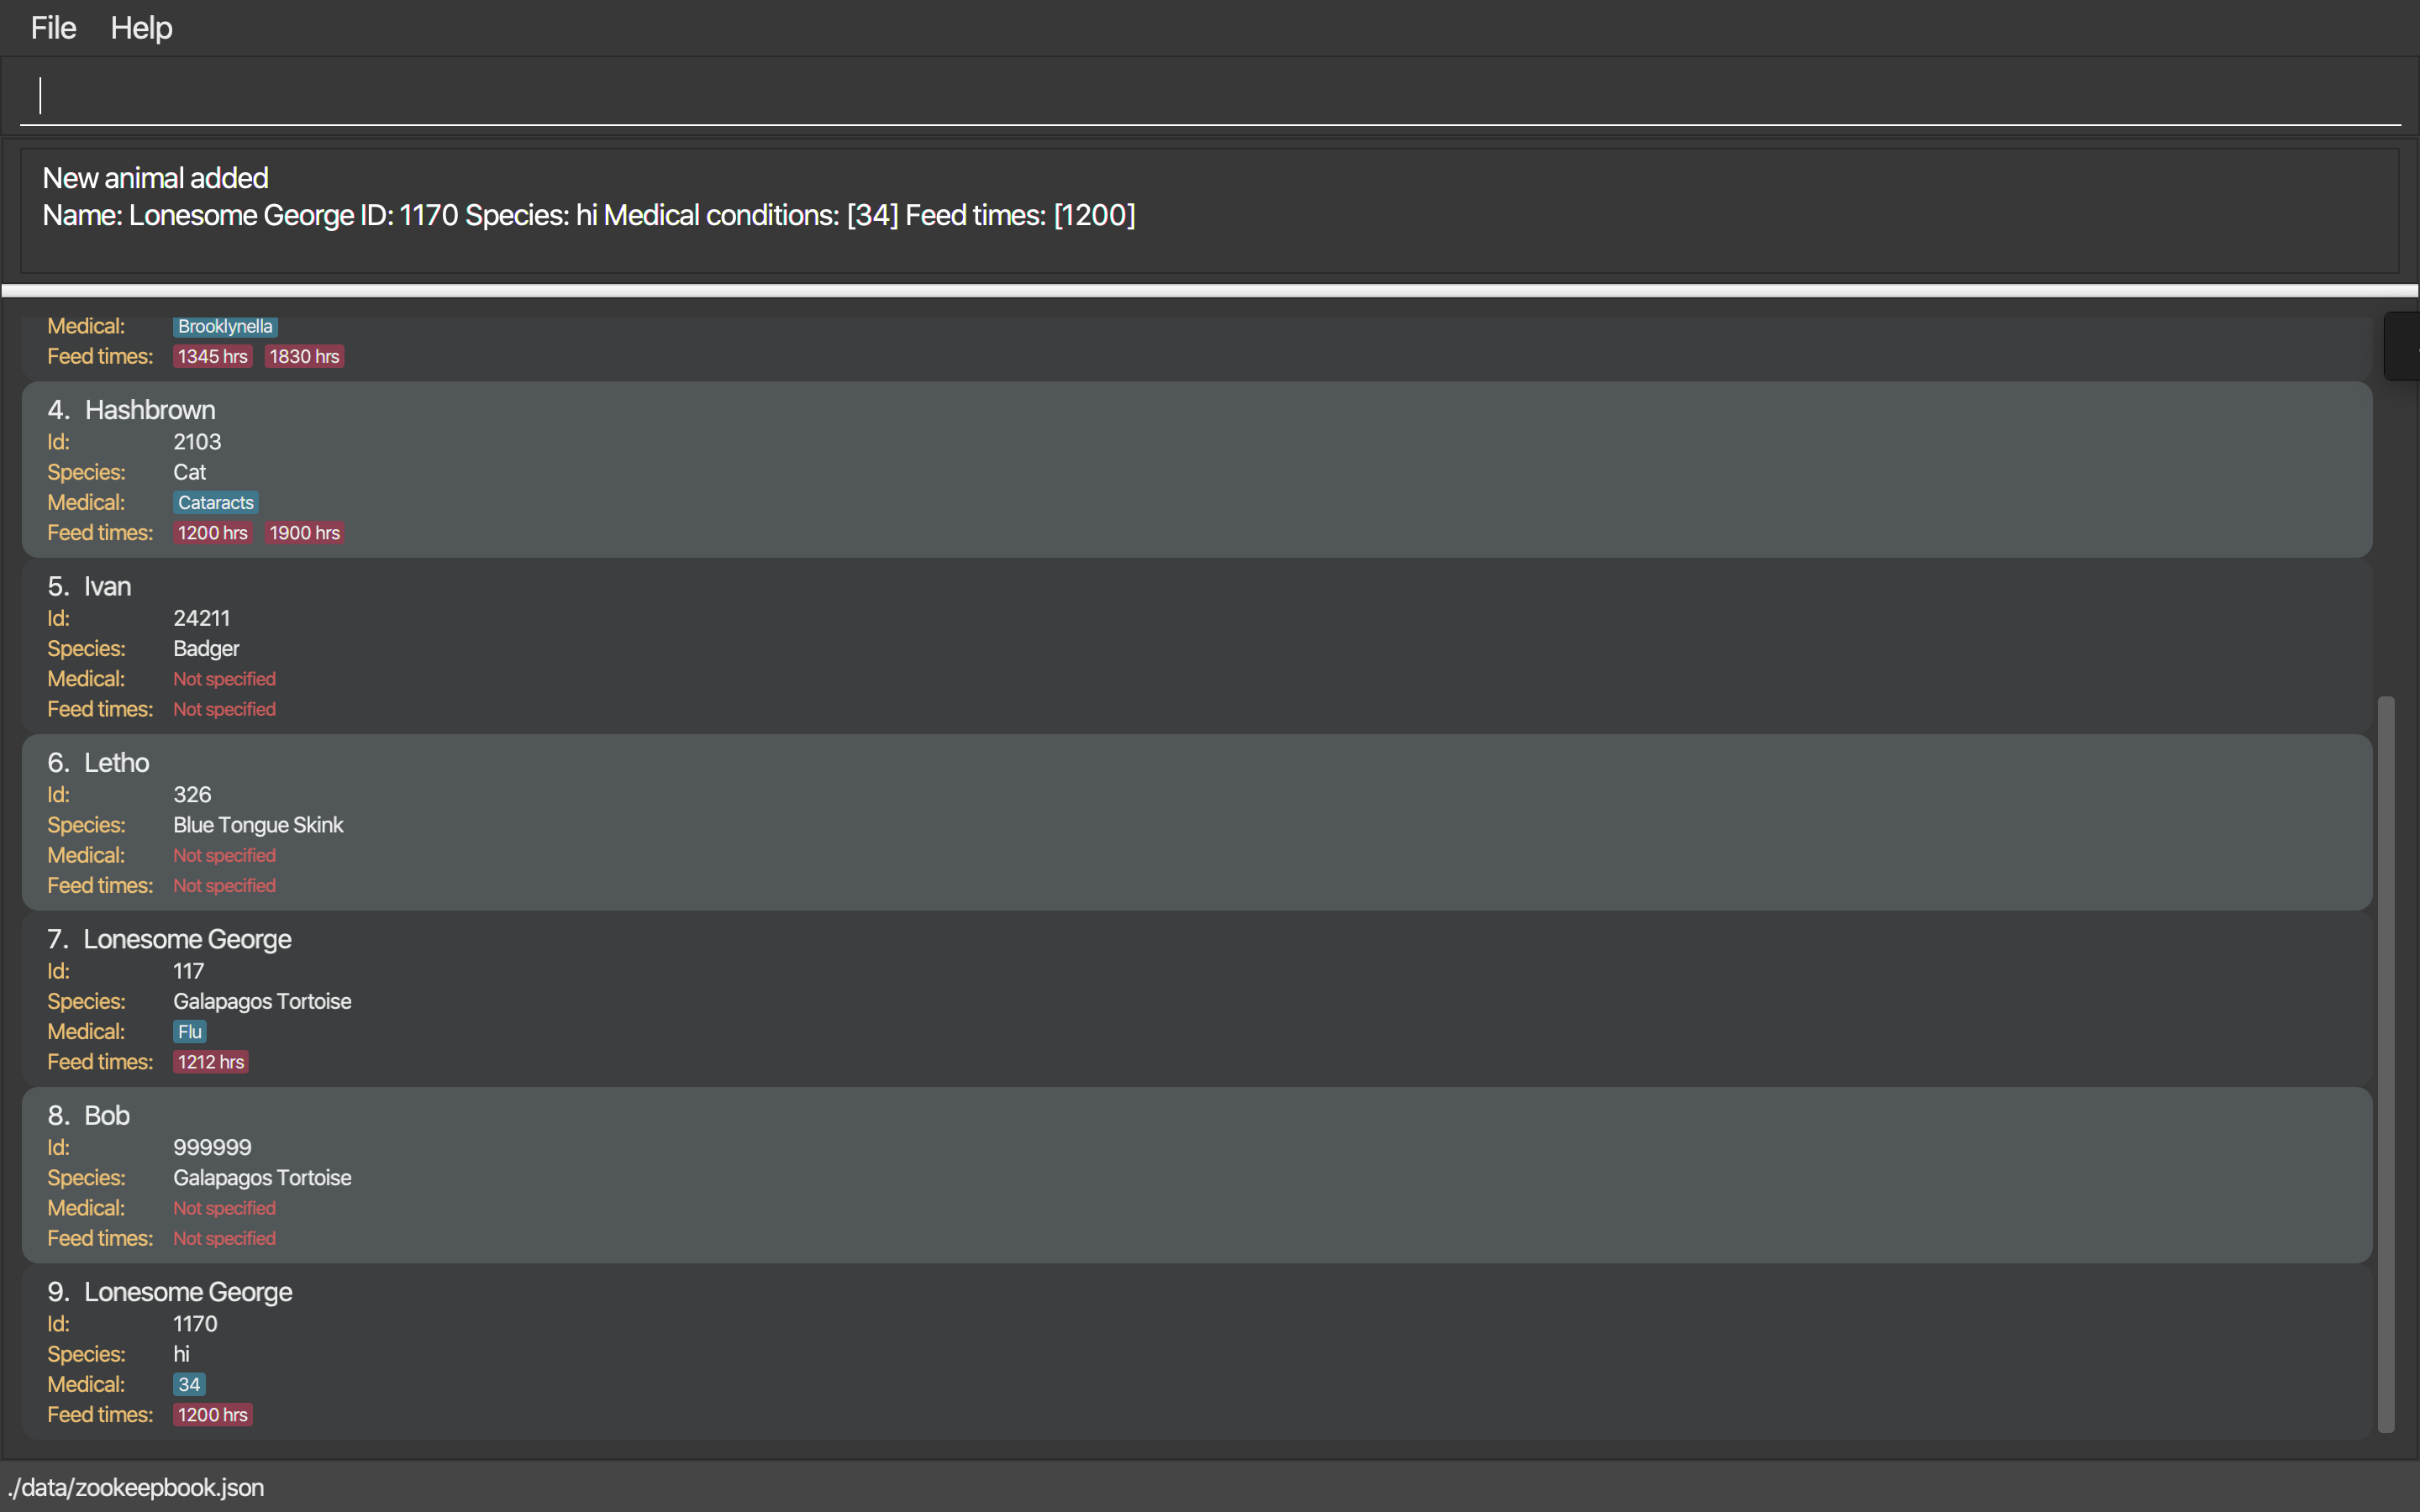 File Help
New animal added
Name: Lonesome George ID: 1170 Species: hi Medical conditions: [34] Feed times: [1200]
Medical: Brooklynella
Feed times: 1345 hrs 1830 hrs
4. Hashbrown
Id: 2103
Species: Cat
Medical: Cataracts
Feed times: 1200 hrs 1900 hrs
5. Ivan
Id: 24211
Species: Badger
Medical: Not specified
Feed times: Not specified
6. Letho
Id: 326
Species: Blue Tongue Skink
Medical: Not specified
Feed times: Not specified
7. Lonesome George
Id: 117
Species: Galapagos Tortoise
Medical: Flu
Feed times: 1212 hrs
8. Bob
Id: 999999
Species: Galapagos Tortoise
Medical: Not specified
Feed times: Not specified
9. Lonesome George
Id: 1170
Species: hi
Medical: 34
Feed times: 1200 hrs
./data/zookeepbook.json